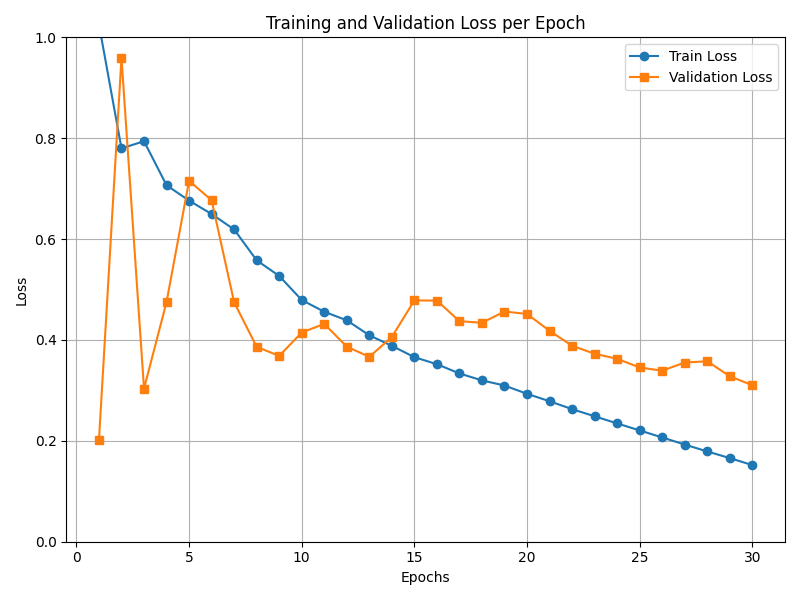 Training and Validation Loss per Epoch
Train Loss
Validation Loss
Loss
1.0
0.8
0.6
0.4
0.2
0.0
0 5 10 15 20 25 30
Epochs